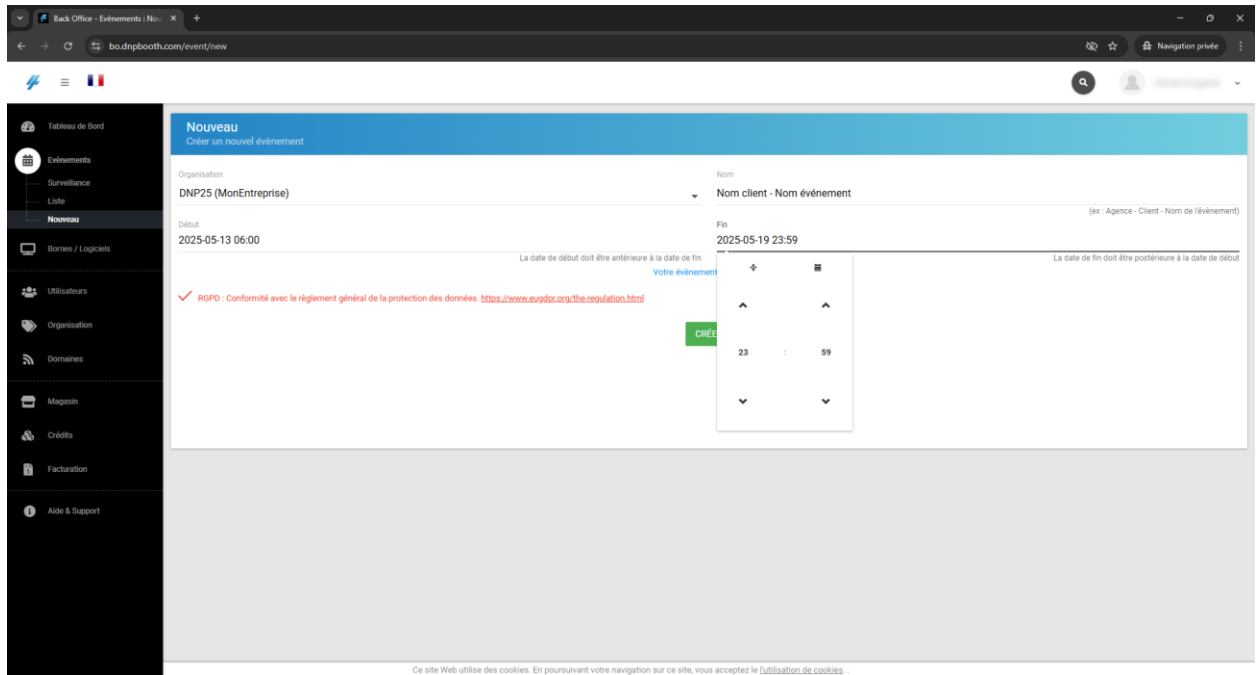 Back Office - Evènements : Nou
bo.dnpbooth.com/event/new
Navigation privée
Tableau de Bord
Evènements
Surveillance
Liste
Nouveau
Bornes / Logiciels
Utilisateurs
Organisation
Domaines
Magasin
Crédits
Facturation
Aide & Support
Nouveau
Créer un nouvel évènement
Organisation
DNP25 (MonEntreprise)
Nom
Nom client - Nom événement
(ex : Agence - Client - Nom de l'évènement)
Début
2025-05-13 06:00
La date de début doit être antérieure à la date de fin
Fin
2025-05-19 23:59
La date de fin doit être postérieure à la date de début
Votre évènement
RGPD : Conformité avec le règlement général de la protection des données. https://www.eugdpr.org/the-regulation.html
CRÉE
23 : 59
Ce site Web utilise des cookies. En poursuivant votre navigation sur ce site, vous acceptez le l'utilisation de cookies. .